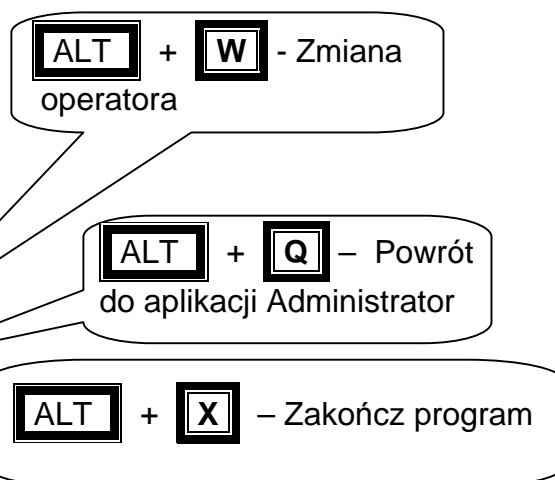 ALT + W - Zmiana
operatora
ALT + Q – Powrót
do aplikacji Administrator
ALT + X – Zakończ program